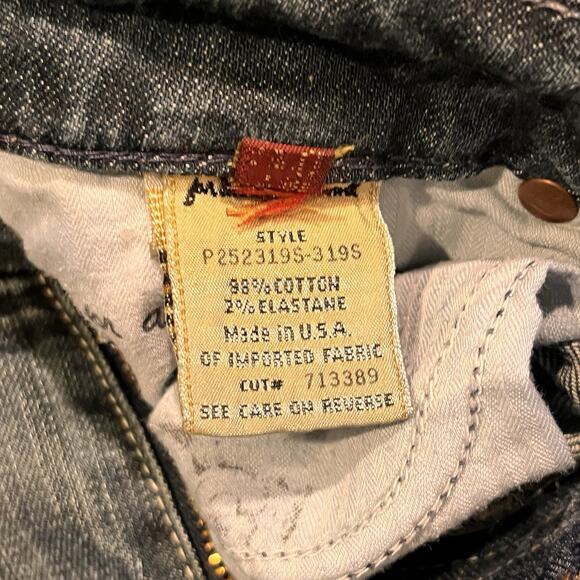 STYLE
P252319S-319S
98% COTTON
2% ELASTANE
Made in U.S.A.
OF IMPORTED FABRIC
CUT# 713389
SEE CARE ON REVERSE